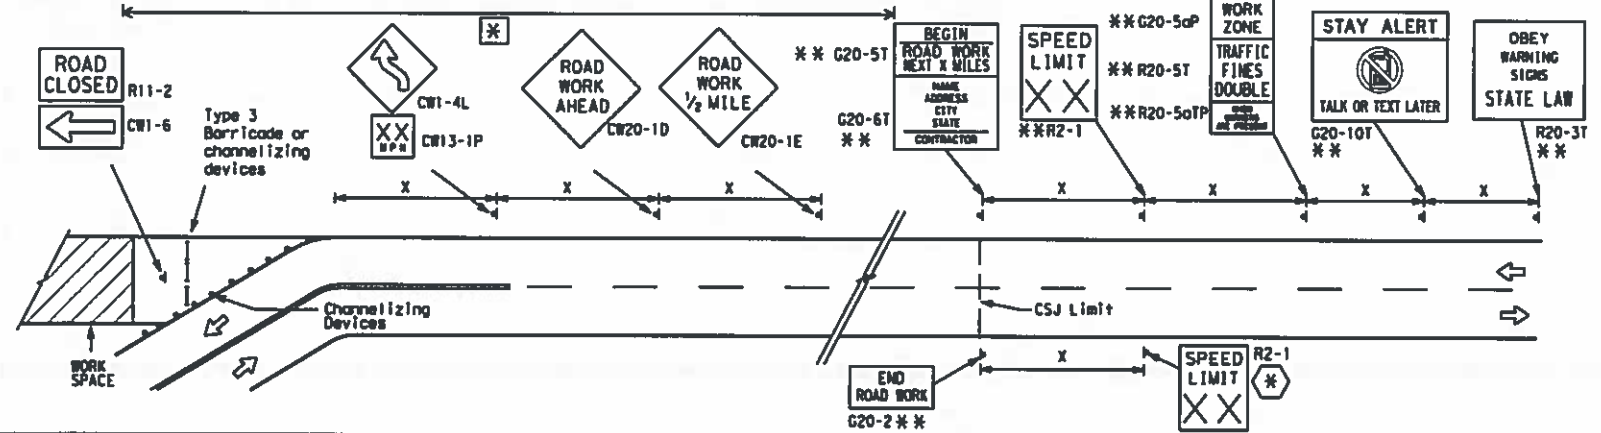 ROAD
CLOSED
R11-2
CW1-6
Type 3
Barricade or
channelizing
devices
CW1-4L
XX
MPH
CW13-1P
*
ROAD
WORK
AHEAD
CW20-1D
ROAD
WORK
1/2 MILE
CW20-1E
** G20-5T
BEGIN
ROAD WORK
NEXT X MILES
NAME
ADDRESS
CITY
STATE
CONTRACTOR
G20-6T
**
SPEED
LIMIT
XX
**R2-1
**G20-5aP
**R20-5T
**R20-5aTP
WORK
ZONE
TRAFFIC
FINES
DOUBLE
WHEN
WORKERS
ARE PRESENT
STAY ALERT
TALK OR TEXT LATER
G20-10T
**
OBEY
WARNING
SIGNS
STATE LAW
R20-3T
**
X
X
X
X
X
X
X
Channelizing
Devices
WORK
SPACE
CSJ Limit
X
END
ROAD WORK
G20-2**
SPEED
LIMIT
XX
R2-1
*